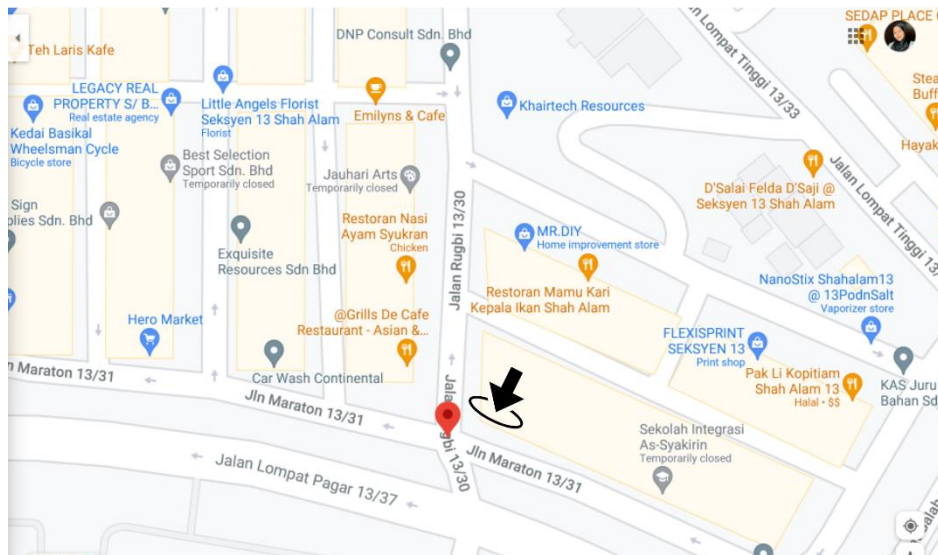 SEDAP PLACE
DNP Consult Sdn. Bhd
Teh Laris Kafe
Jalan Lompat Tinggi 13/33
Stea
Buff
LEGACY REAL
PROPERTY S/ B...
Real estate agency
Little Angels Florist
Seksyen 13 Shah Alam
Florist
Emilyns & Cafe
Khairtech Resources
Kedai Basikal
Wheelsman Cycle
Bicycle store
Hayak
Best Selection
Sport Sdn. Bhd
Temporarily closed
Jauhari Arts
Temporarily closed
D'Salai Felda D'Saji @
Seksyen 13 Shah Alam
Jalan Lompat Tinggi 13/
Sign
plies Sdn. Bhd
Jalan Rugbi 13/30
Restoran Nasi
Ayam Syukran
Chicken
MR.DIY
Home improvement store
Exquisite
Resources Sdn Bhd
NanoStix Shahalam13
@ 13PodnSalt
Vaporizer store
Restoran Mamu Kari
Kepala Ikan Shah Alam
Hero Market
@Grills De Cafe
Restaurant - Asian &...
FLEXISPRINT
SEKSYEN 13
Print shop
n Maraton 13/31
Car Wash Continental
Pak Li Kopitiam
Shah Alam 13
Halal • $$
KAS Juru
Bahan Sd
Jln Maraton 13/31
Jala
gbi 13/30
Sekolah Integrasi
As-Syakirin
Temporarily closed
Jln Maraton 13/31
Jalan Lompat Pagar 13/37